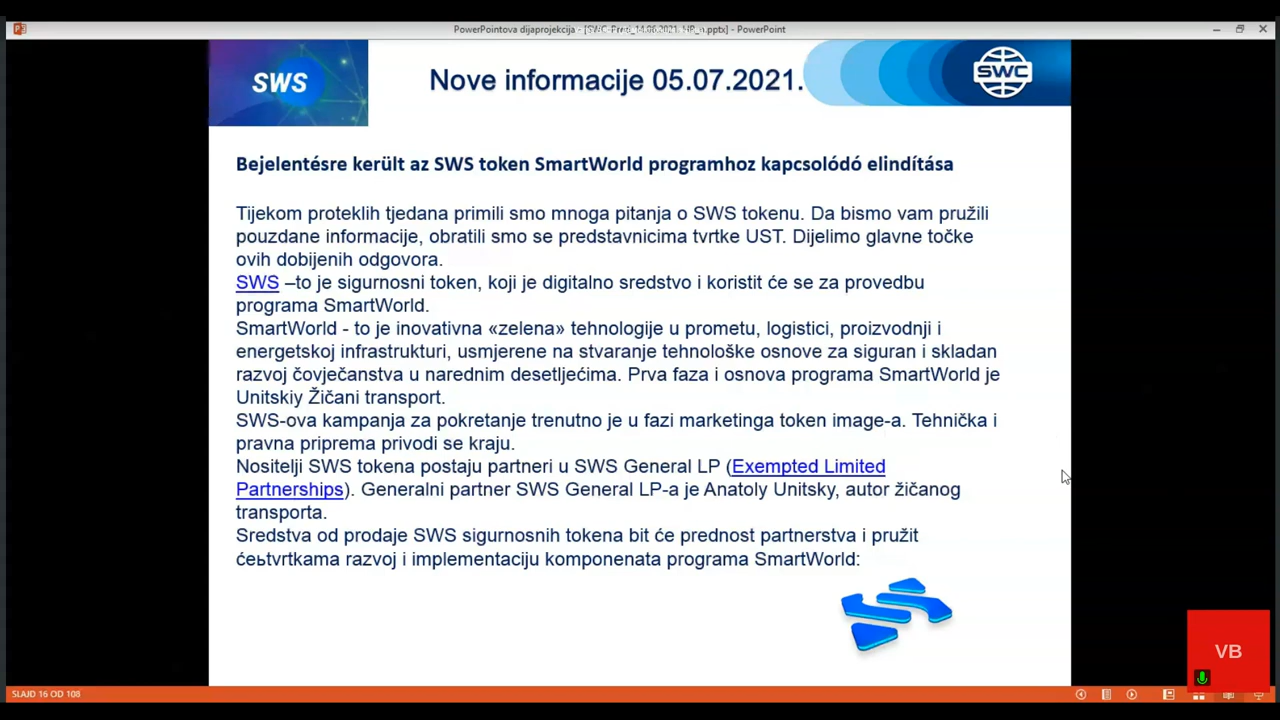 PowerPointova dijaprojekcija - [SWC-Prez_14.06.2021._HR_n.pptx] - PowerPoint
SWS
Nove informacije 05.07.2021.
SWC
Bejelentésre került az SWS token SmartWorld programhoz kapcsolódó elindítása
Tijekom proteklih tjedana primili smo mnoga pitanja o SWS tokenu. Da bismo vam pružili
pouzdane informacije, obratili smo se predstavnicima tvrtke UST. Dijelimo glavne točke
ovih dobijenih odgovora.
SWS –to je sigurnosni token, koji je digitalno sredstvo i koristit će se za provedbu
programa SmartWorld.
SmartWorld - to je inovativna «zelena» tehnologije u prometu, logistici, proizvodnji i
energetskoj infrastrukturi, usmjerene na stvaranje tehnološke osnove za siguran i skladan
razvoj čovječanstva u narednim desetljećima. Prva faza i osnova programa SmartWorld je
Unitskiy Žičani transport.
SWS-ova kampanja za pokretanje trenutno je u fazi marketinga token image-a. Tehnička i
pravna priprema privodi se kraju.
Nositelji SWS tokena postaju partneri u SWS General LP (Exempted Limited
Partnerships). Generalni partner SWS General LP-a je Anatoly Unitsky, autor žičanog
transporta.
Sredstva od prodaje SWS sigurnosnih tokena bit će prednost partnerstva i pružit
ćeьtvrtkama razvoj i implementaciju komponenata programa SmartWorld:
VB
SLAJD 16 OD 108